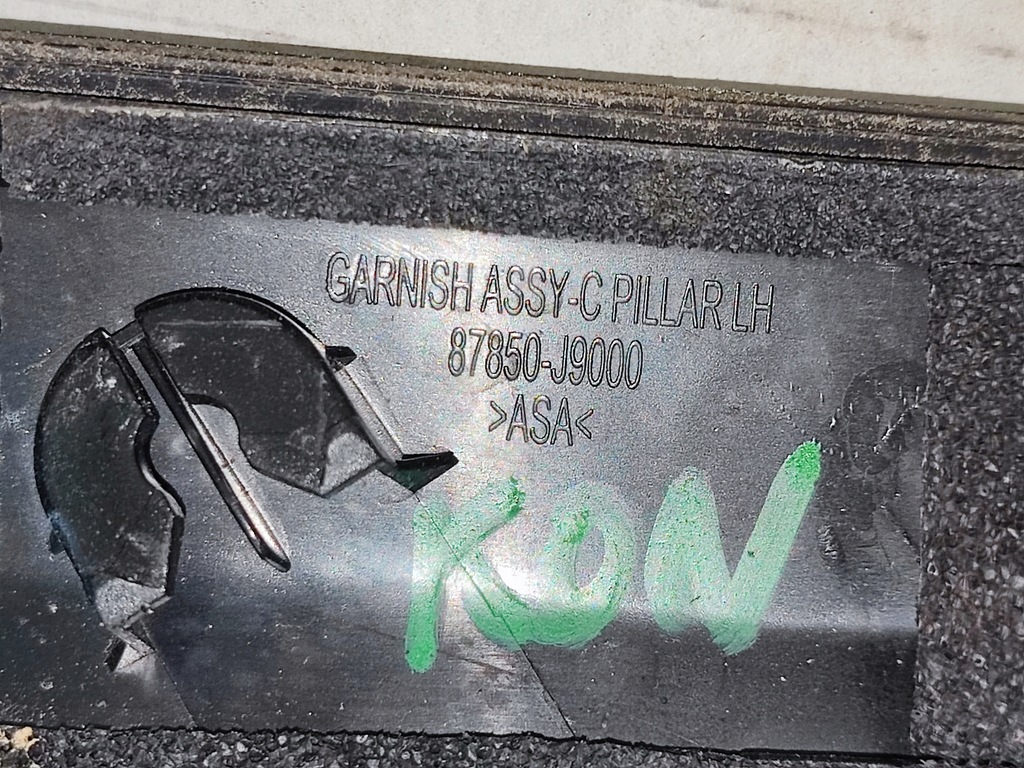 GARNISH ASSY-C PILLAR LH
87850-J9000
>ASA<
KON